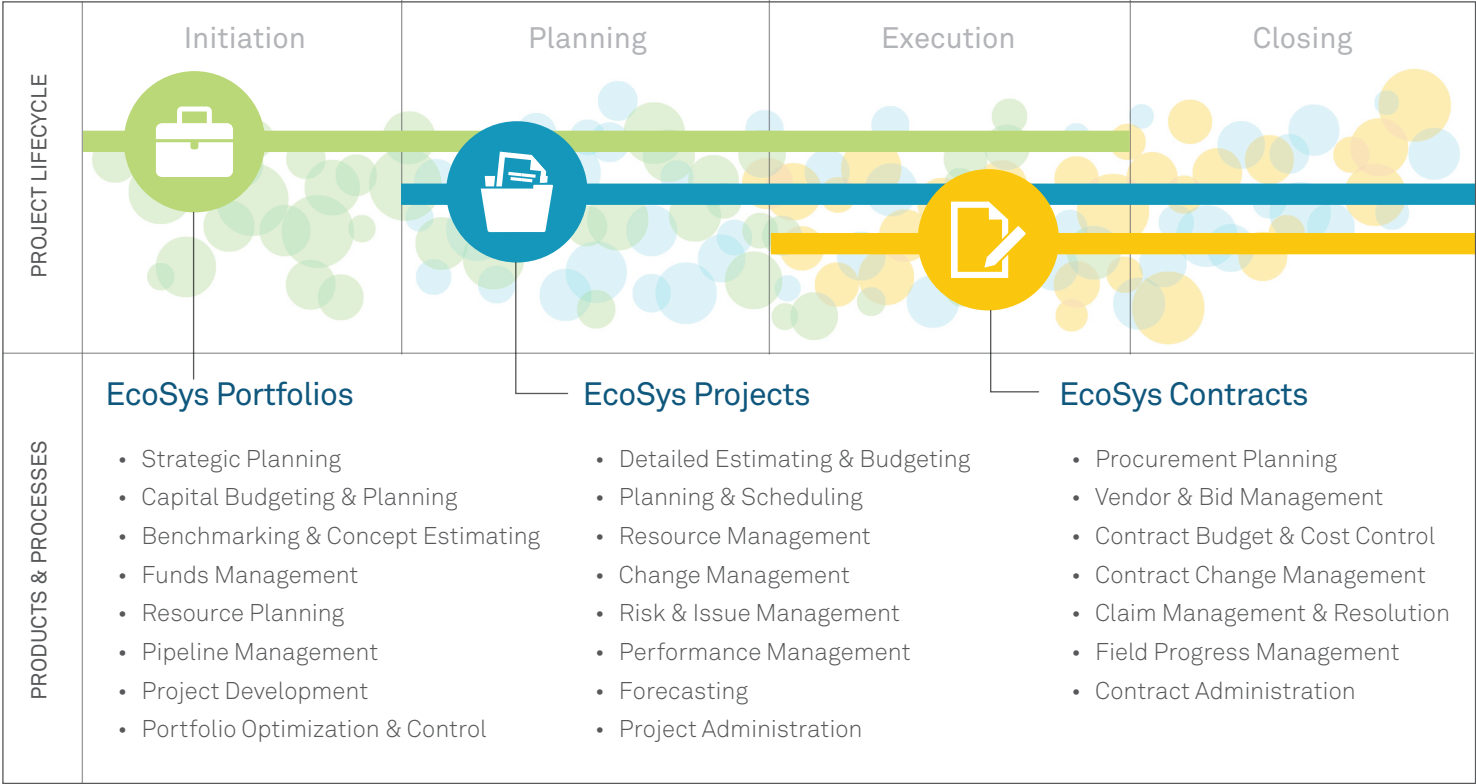 Initiation
Planning
Execution
Closing
PROJECT LIFECYCLE
PRODUCTS & PROCESSES
EcoSys Portfolios
• Strategic Planning
• Capital Budgeting & Planning
• Benchmarking & Concept Estimating
• Funds Management
• Resource Planning
• Pipeline Management
• Project Development
• Portfolio Optimization & Control
EcoSys Projects
• Detailed Estimating & Budgeting
• Planning & Scheduling
• Resource Management
• Change Management
• Risk & Issue Management
• Performance Management
• Forecasting
• Project Administration
EcoSys Contracts
• Procurement Planning
• Vendor & Bid Management
• Contract Budget & Cost Control
• Contract Change Management
• Claim Management & Resolution
• Field Progress Management
• Contract Administration